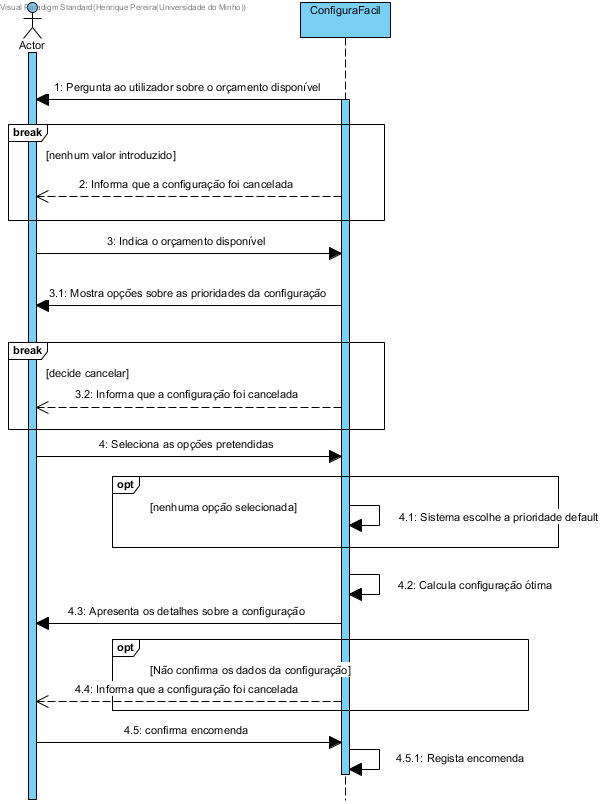 Visual Paradigm Standard(Henrique Pereira(Universidade do Minho))
ConfiguraFacil
Actor
1: Pergunta ao utilizador sobre o orçamento disponível
break
[nenhum valor introduzido]
2: Informa que a configuração foi cancelada
3: Indica o orçamento disponível
3.1: Mostra opções sobre as prioridades da configuração
break
[decide cancelar]
3.2: Informa que a configuração foi cancelada
4: Seleciona as opções pretendidas
opt
[nenhuma opção selecionada]
4.1: Sistema escolhe a prioridade default
4.2: Calcula configuração ótima
4.3: Apresenta os detalhes sobre a configuração
opt
[Não confirma os dados da configuração]
4.4: Informa que a configuração foi cancelada
4.5: confirma encomenda
4.5.1: Regista encomenda